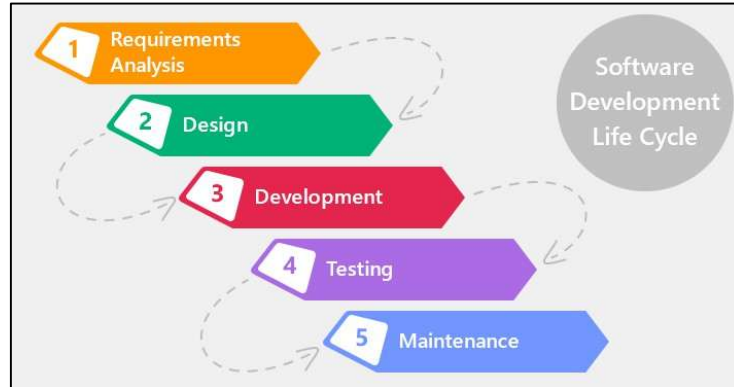 1 Requirements
Analysis
2 Design
3 Development
4 Testing
5 Maintenance
Software
Development
Life Cycle